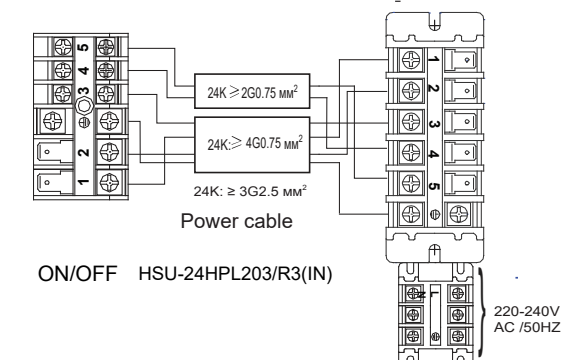 5
4
3
2
1
24K ≥ 2G0.75 мм²
24K:≥ 4G0.75 мм²
24K: ≥ 3G2.5 мм²
Power cable
1
2
3
4
5
ON/OFF HSU-24HPL203/R3(IN)
N L
220-240V
AC /50HZ